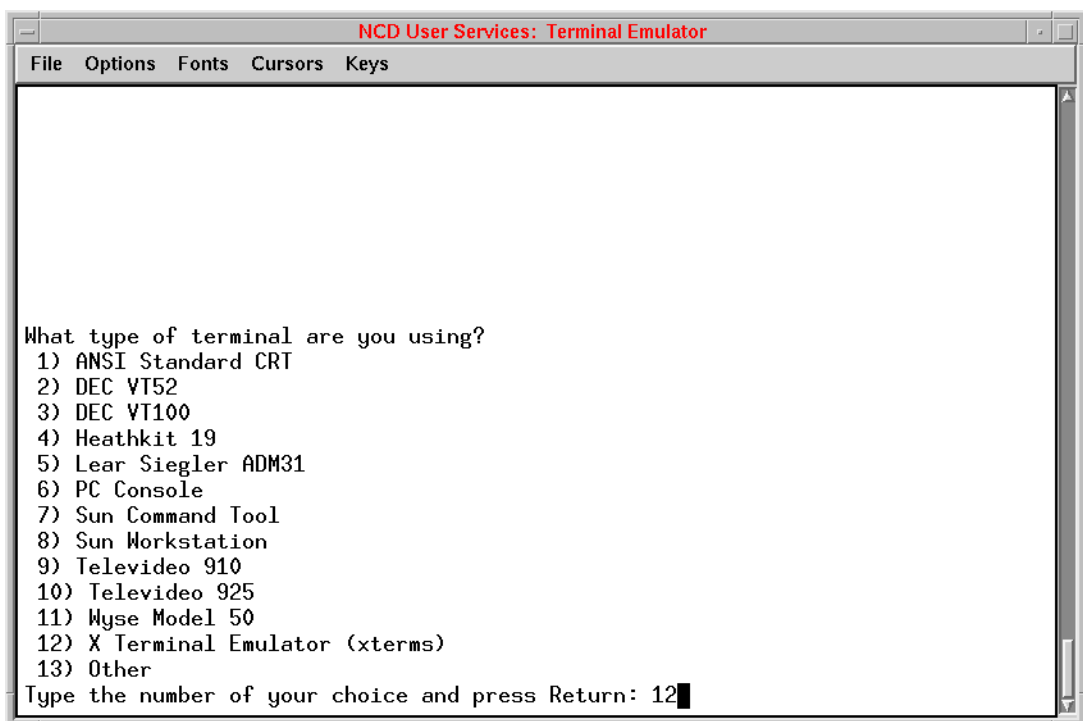 NCD User Services: Terminal Emulator
File Options Fonts Cursors Keys
What type of terminal are you using?
1) ANSI Standard CRT
2) DEC VT52
3) DEC VT100
4) Heathkit 19
5) Lear Siegler ADM31
6) PC Console
7) Sun Command Tool
8) Sun Workstation
9) Televideo 910
10) Televideo 925
11) Wyse Model 50
12) X Terminal Emulator (xterms)
13) Other
Type the number of your choice and press Return: 12